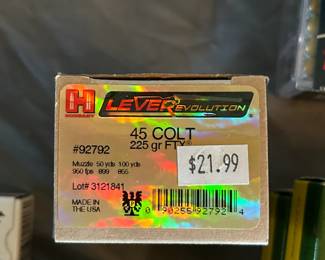 H
HORNADY
LEVERevolution
45 COLT
225 gr FTX®
#92792
$21.99
Muzzle 50 yds 100 yds
960 fps 899 855
Lot# 3121841
MADE IN
THE USA
0 90255 92792 4